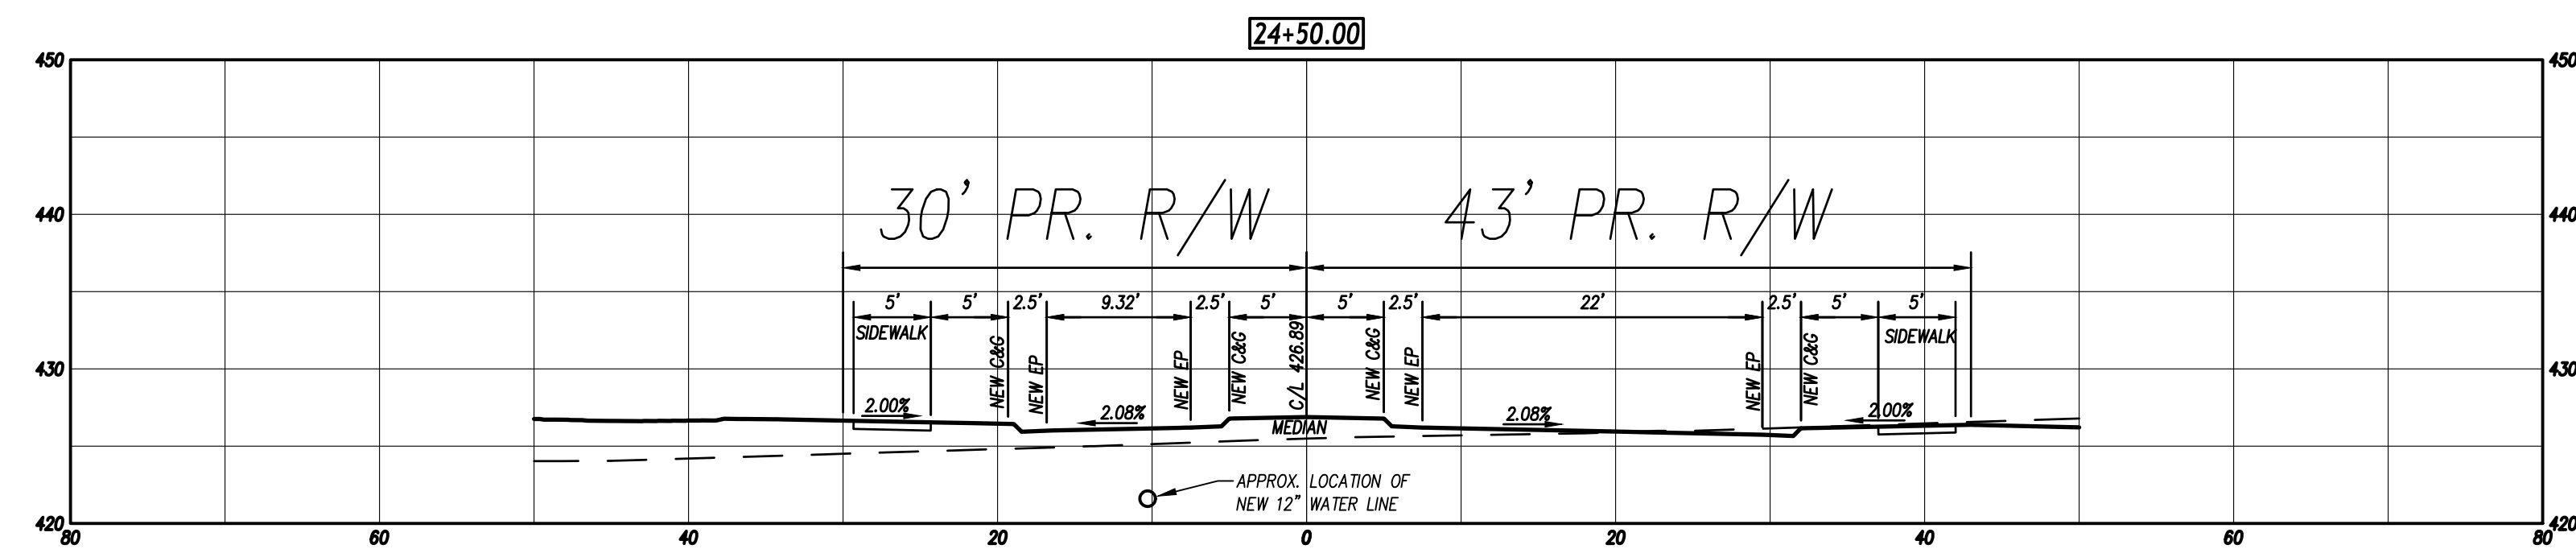 24+50.00
450
450
30' PR. R/W
43' PR. R/W
440
440
5'
5'
2.5'
9.32'
2.5'
5'
5'
2.5'
22'
2.5'
5'
5'
SIDEWALK
NEW C&G
NEW EP
NEW EP
NEW C&G
C/L 426.89'
NEW C&G
NEW EP
NEW EP
NEW C&G
SIDEWALK
430
430
2.00%
2.08%
2.08%
2.00%
MEDIAN
APPROX. LOCATION OF
NEW 12" WATER LINE
420
420
80
60
40
20
0
20
40
60
80